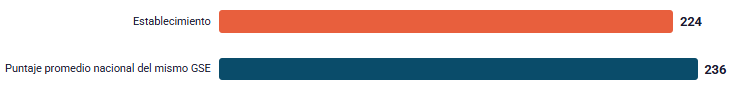 Establecimiento 224
Puntaje promedio nacional del mismo GSE 236